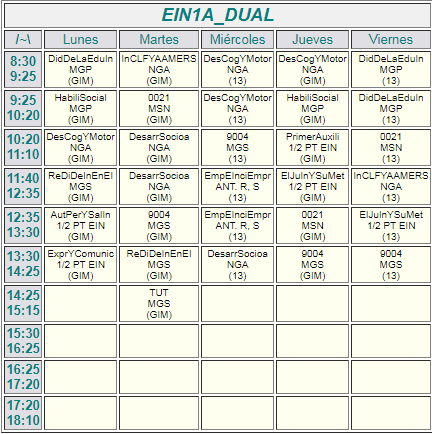 EIN1A_DUAL
/~\ Lunes Martes Miércoles Jueves Viernes
8:30 DidDeLaEduIn InCLFYAAMERS DesCogYMotor DesCogYMotor DidDeLaEduIn
9:25 MGP NGA NGA NGA MGP
(GIM) (GIM) (13) (GIM) (13)
9:25 HabiliSocial 0021 DesCogYMotor HabiliSocial DidDeLaEduIn
10:20 MGP MSN NGA MGP MGP
(GIM) (GIM) (13) (GIM) (13)
10:20 DesCogYMotor DesarrSocioa 9004 PrimerAuxili 0021
11:10 NGA NGA MGS 1/2 PT EIN MSN
(GIM) (GIM) (13) (GIM) (13)
11:40 ReDiDeInEnEl DesarrSocioa EmpEInciEmpr ElJuInYSuMet InCLFYAAMERS
12:35 MGS NGA ANT. R, S 1/2 PT EIN NGA
(GIM) (GIM) (13) (GIM) (13)
12:35 AutPerYSalIn 9004 EmpEInciEmpr 0021 ElJuInYSuMet
13:30 1/2 PT EIN MGS ANT. R, S MSN 1/2 PT EIN
(GIM) (GIM) (13) (GIM) (13)
13:30 ExprYComunic ReDiDeInEnEl DesarrSocioa 9004 9004
14:25 1/2 PT EIN MGS NGA MGS MGS
(GIM) (GIM) (13) (GIM) (13)
14:25 TUT
15:15 MGS
(GIM)
15:30
16:25
16:25
17:20
17:20
18:10